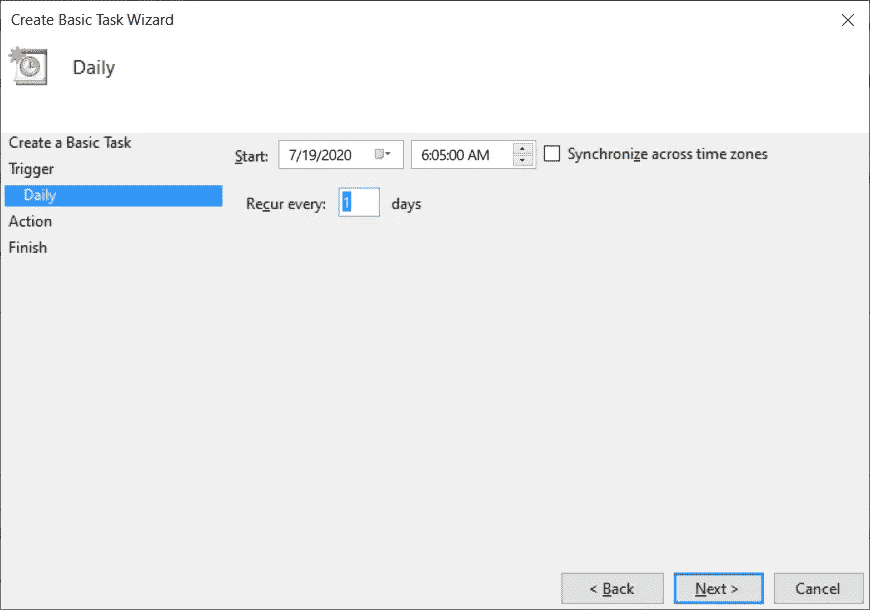 Create Basic Task Wizard
Daily
Create a Basic Task
Trigger
Daily
Action
Finish
Start: 7/19/2020 6:05:00 AM Synchronize across time zones
Recur every: 1 days
< Back Next > Cancel